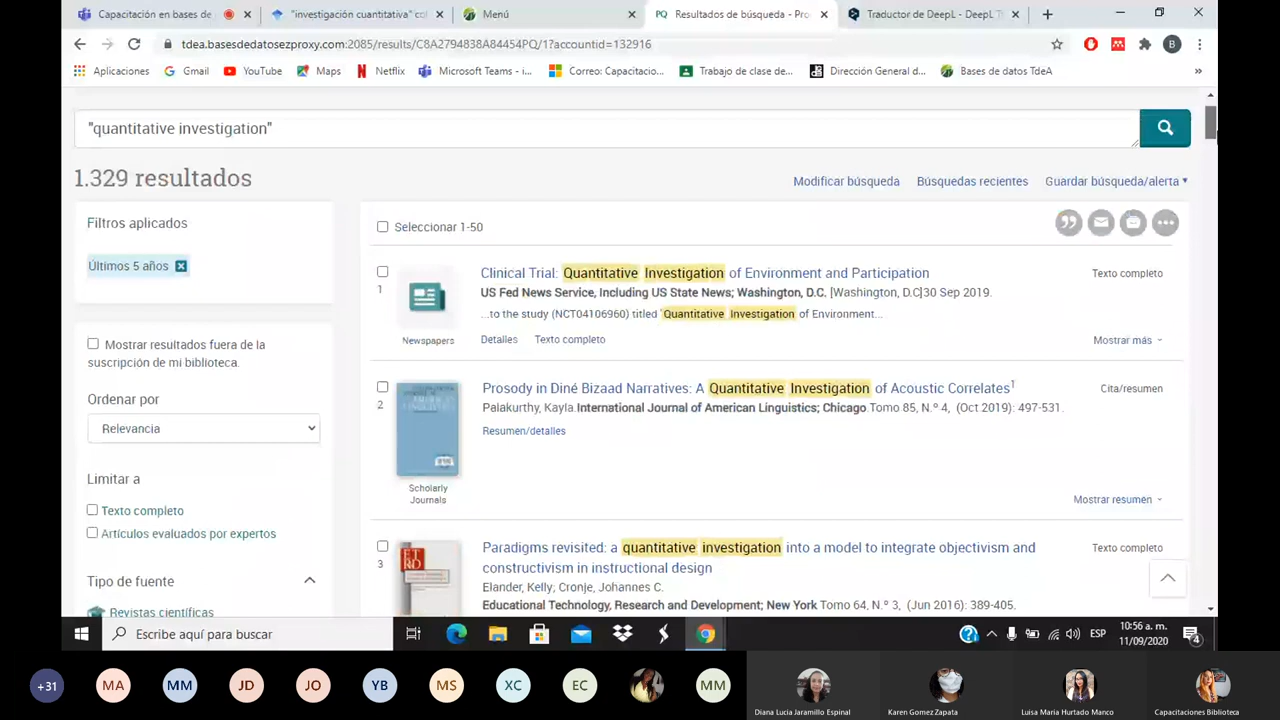 Capacitación en bases de
"investigación cuantitativa" col
Menú
Resultados de búsqueda - Pro
Traductor de DeepL - DeepL T
tdea.basesdedatosezproxy.com:2085/results/C8A2794838A84454PQ/1?accountid=132916
B
Aplicaciones
Gmail
YouTube
Maps
Netflix
Microsoft Teams - i...
Correo: Capacitacio...
Trabajo de clase de...
Dirección General d...
Bases de datos TdeA
»
"quantitative investigation"
1.329 resultados
Modificar búsqueda
Búsquedas recientes
Guardar búsqueda/alerta
Filtros aplicados
Últimos 5 años
Mostrar resultados fuera de la
suscripción de mi biblioteca.
Ordenar por
Relevancia
Limitar a
Texto completo
Artículos evaluados por expertos
Tipo de fuente
Revistas científicas
Seleccionar 1-50
1
Newspapers
Clinical Trial: Quantitative Investigation of Environment and Participation
US Fed News Service, Including US State News; Washington, D.C. [Washington, D.C]30 Sep 2019.
...to the study (NCT04106960) titled 'Quantitative Investigation of Environment...
Detalles Texto completo
Texto completo
Mostrar más
2
Scholarly
Journals
Prosody in Diné Bizaad Narratives: A Quantitative Investigation of Acoustic Correlates1
Palakurthy, Kayla.International Journal of American Linguistics; Chicago Tomo 85, N.º 4, (Oct 2019): 497-531.
Resumen/detalles
Cita/resumen
Mostrar resumen
3
Paradigms revisited: a quantitative investigation into a model to integrate objectivism and
constructivism in instructional design
Elander, Kelly; Cronje, Johannes C.
Educational Technology, Research and Development; New York Tomo 64, N.º 3, (Jun 2016): 389-405.
Texto completo
Escribe aquí para buscar
ESP
10:56 a. m.
11/09/2020
4
+31
MA
MM
JD
JO
YB
MS
XC
EC
MM
Diana Lucia Jaramillo Espinal
Karen Gomez Zapata
Luisa Maria Hurtado Manco
Capacitaciones Biblioteca